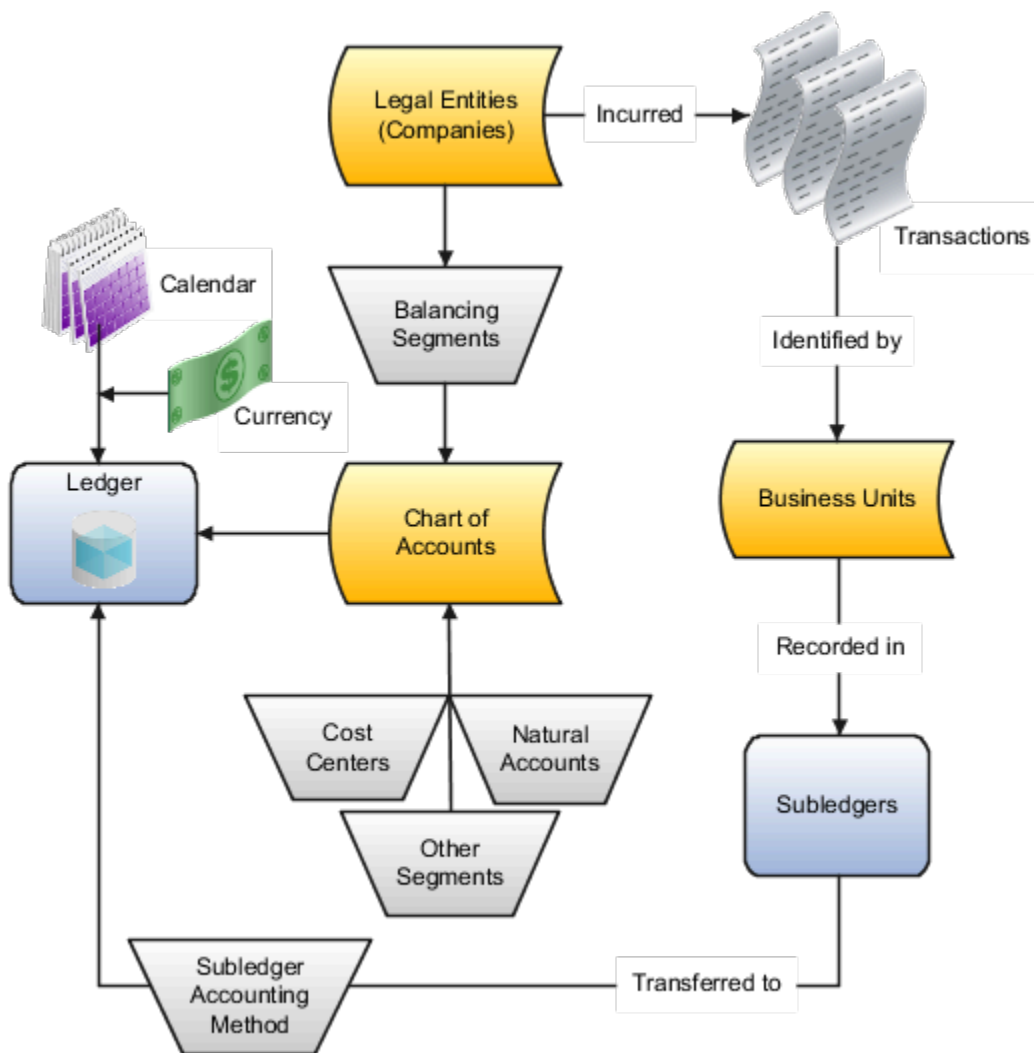 Legal Entities
(Companies)
Incurred
Transactions
Calendar
Balancing
Segments
Identified by
Currency
Ledger
Chart of
Accounts
Business Units
Recorded in
Cost
Centers
Natural
Accounts
Subledgers
Other
Segments
Subledger
Accounting
Method
Transferred to